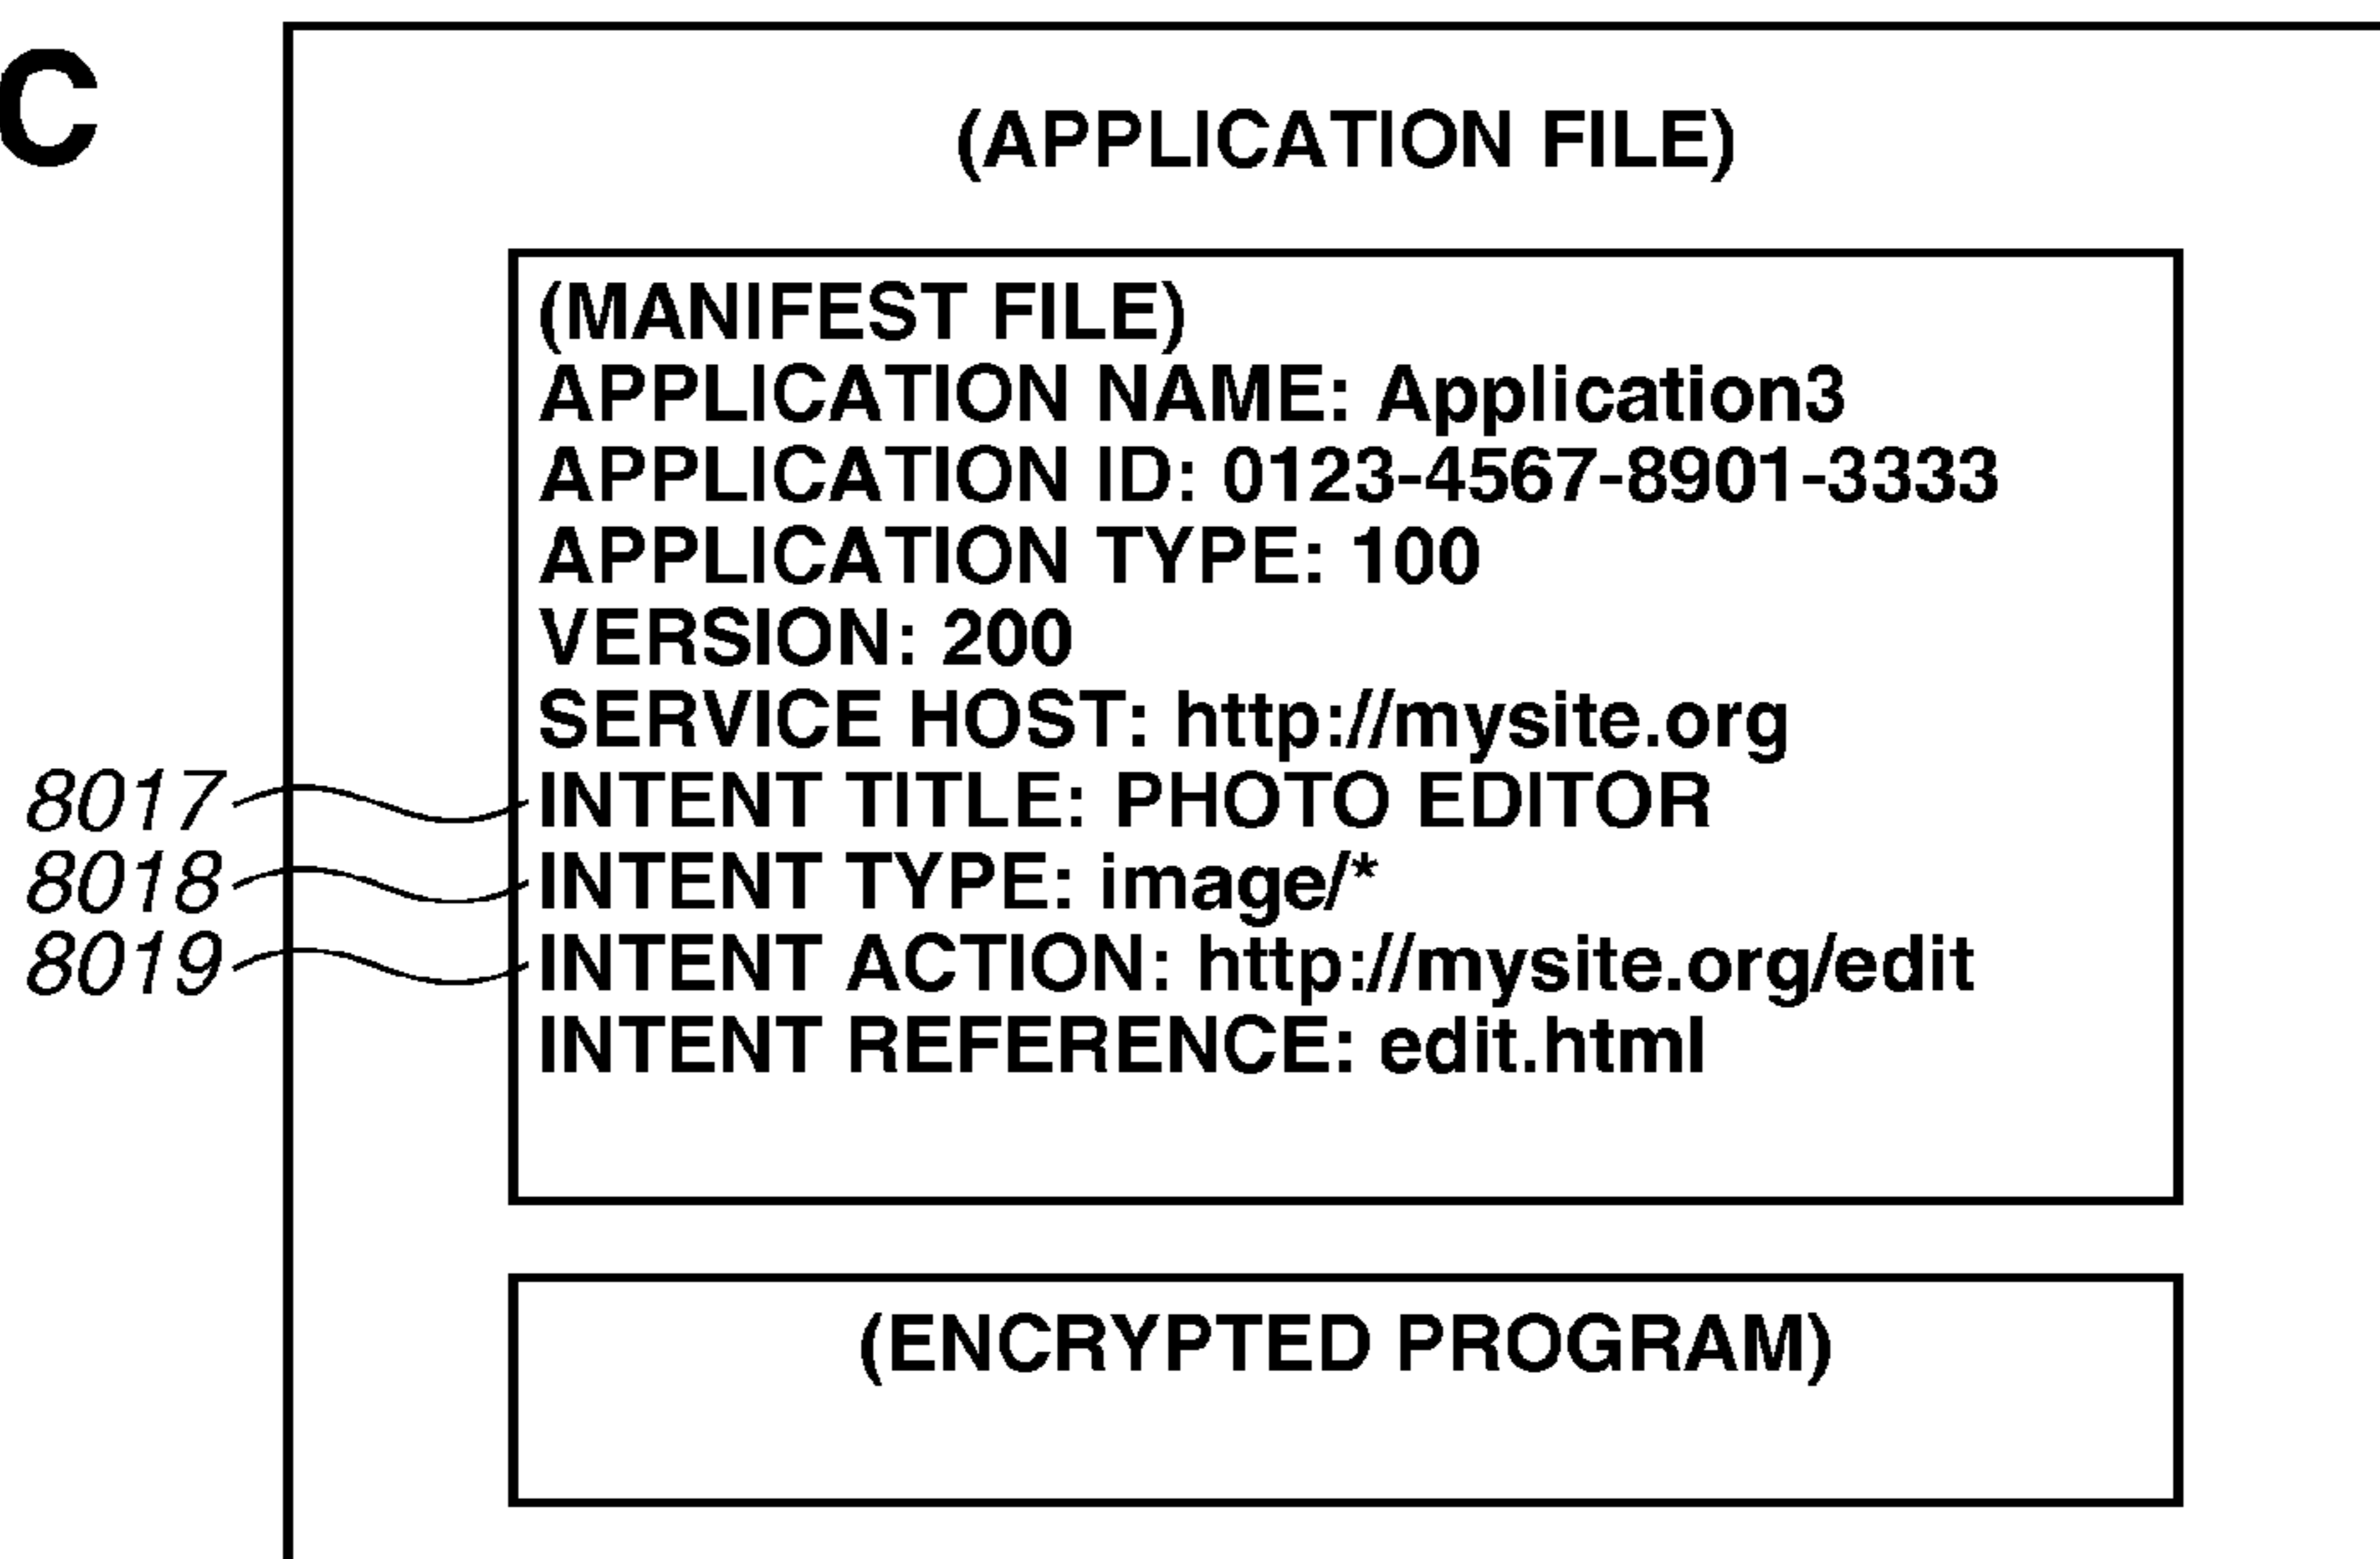 C
(APPLICATION FILE)
(MANIFEST FILE)
APPLICATION NAME: Application3
APPLICATION ID: 0123-4567-8901-3333
APPLICATION TYPE: 100
VERSION: 200
SERVICE HOST: http://mysite.org
8017 INTENT TITLE: PHOTO EDITOR
8018 INTENT TYPE: image/*
8019 INTENT ACTION: http://mysite.org/edit
INTENT REFERENCE: edit.html
(ENCRYPTED PROGRAM)